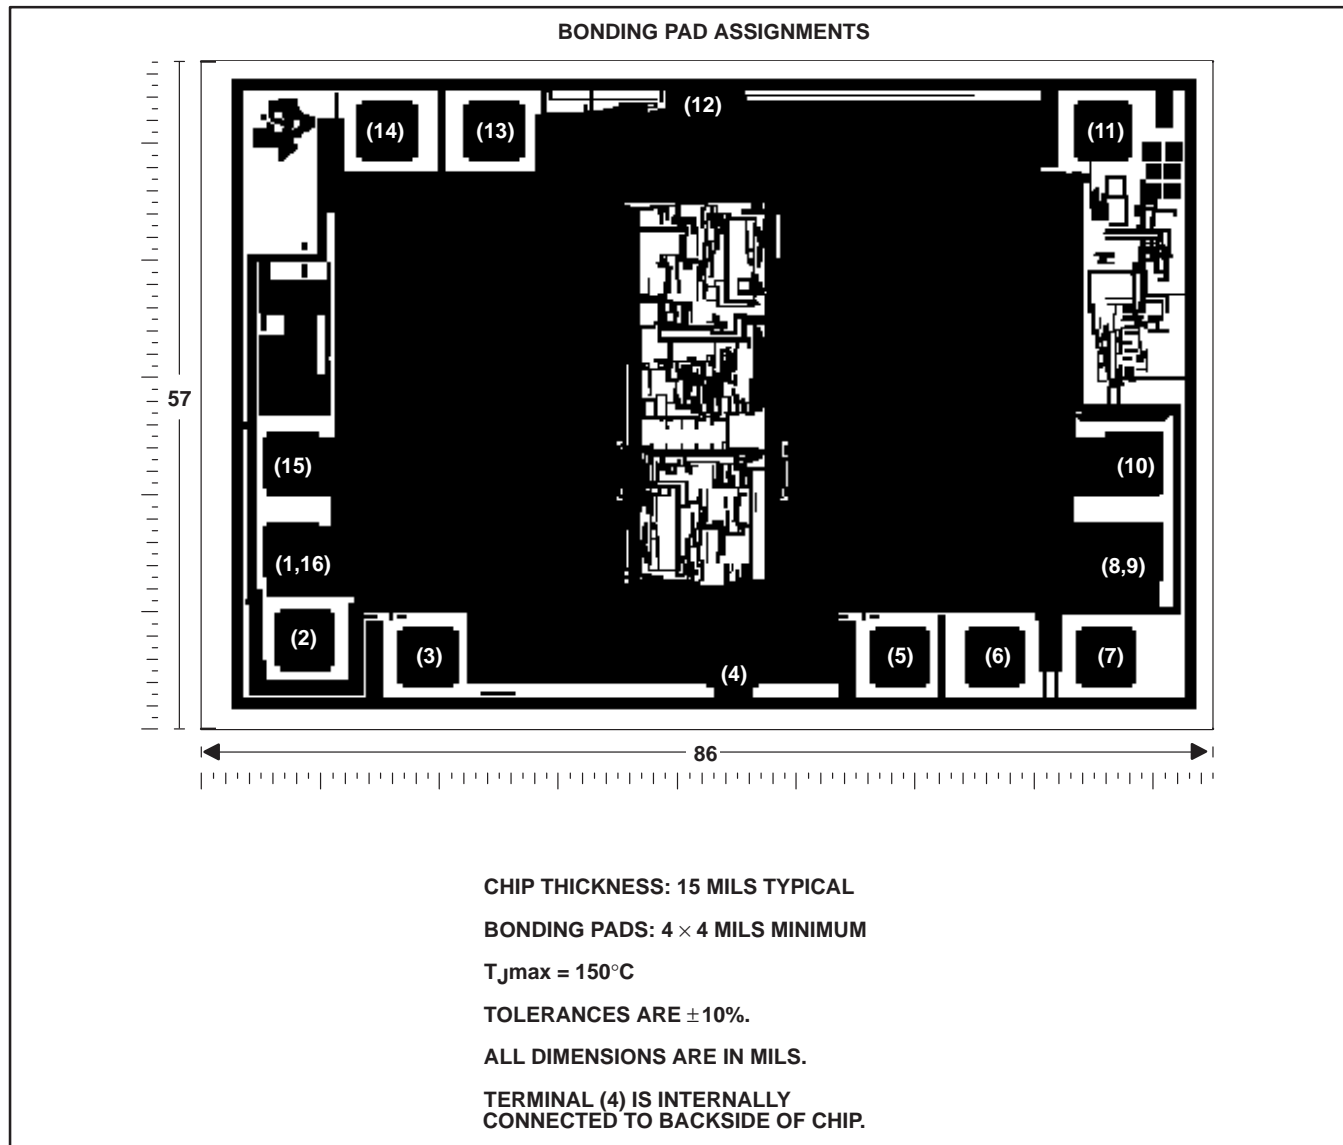 BONDING PAD ASSIGNMENTS
(12)
(14)
(13)
(11)
57
(15)
(10)
(1,16)
(8,9)
(2)
(3)
(5)
(6)
(7)
(4)
86
CHIP THICKNESS: 15 MILS TYPICAL
BONDING PADS: 4 × 4 MILS MINIMUM
TJmax = 150°C
TOLERANCES ARE ±10%.
ALL DIMENSIONS ARE IN MILS.
TERMINAL (4) IS INTERNALLY
CONNECTED TO BACKSIDE OF CHIP.